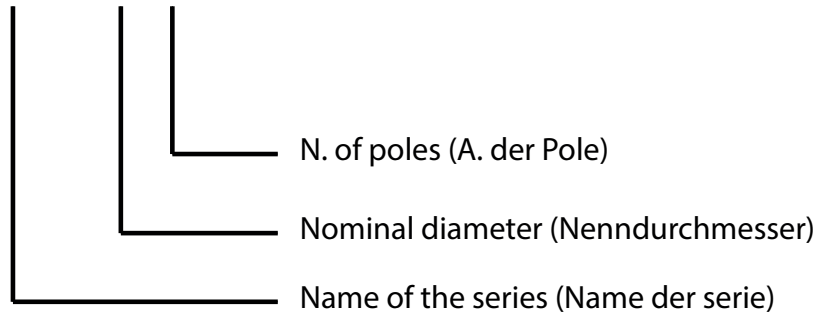 N. of poles (A. der Pole)
Nominal diameter (Nenndurchmesser)
Name of the series (Name der serie)